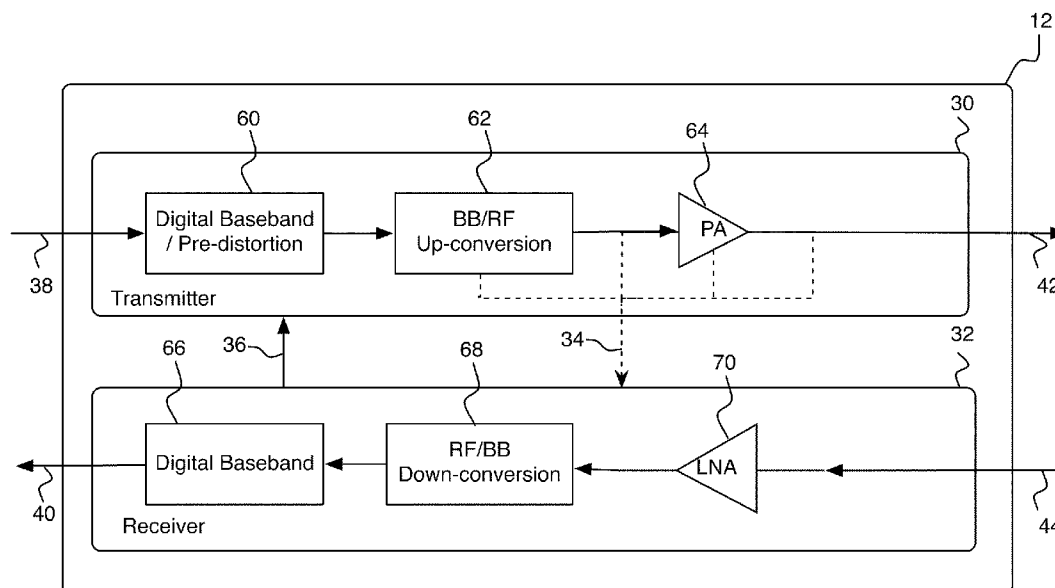 12
30
60
62
64
Digital Baseband
/ Pre-distortion
BB/RF
Up-conversion
PA
38
42
Transmitter
36
34
32
66
68
70
Digital Baseband
RF/BB
Down-conversion
LNA
40
44
Receiver